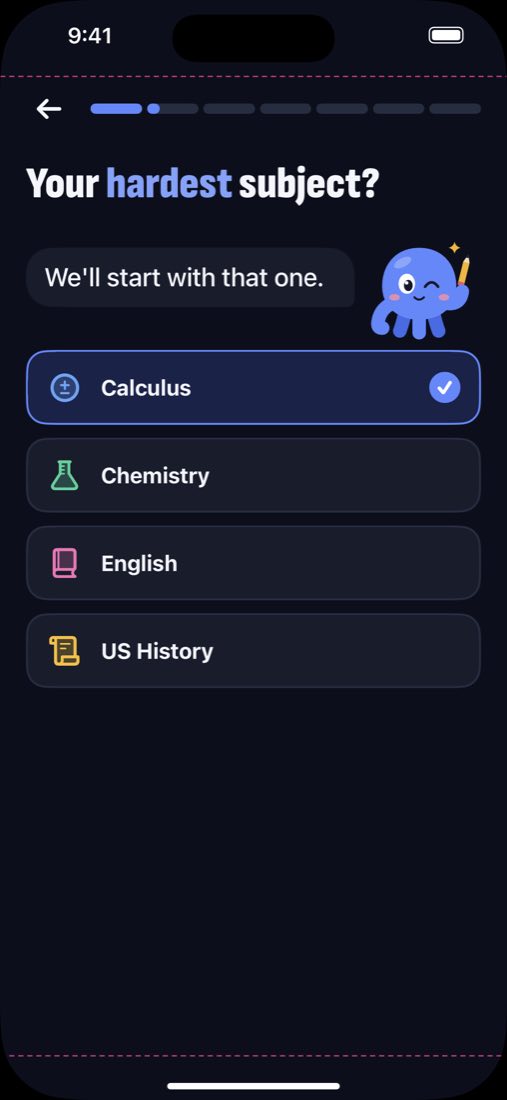 9:41
Your hardest subject?
We'll start with that one.
Calculus
Chemistry
English
US History